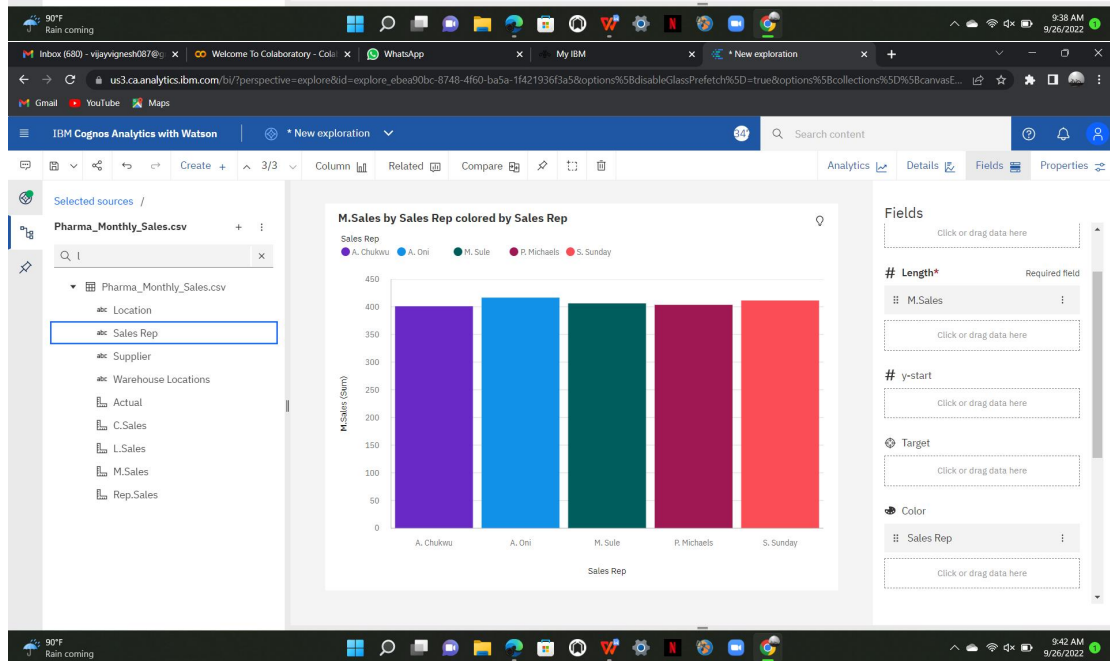 90°F
Rain coming
9:38 AM
9/26/2022
1
Inbox (680) - vijayvignesh087@g
Welcome To Colaboratory - Colal
WhatsApp
My IBM
* New exploration
us3.ca.analytics.ibm.com/bi/?perspective=explore&id=explore_ebea90bc-8748-4f60-ba5a-1f421936f3a5&options%5BdisableGlassPrefetch%5D=true&options%5Bcollections%5D%5BcanvasE...
Gmail YouTube Maps
IBM Cognos Analytics with Watson
* New exploration
Search content
Create + 3/3 Column Related Compare
Analytics Details Fields Properties
Selected sources /
Pharma_Monthly_Sales.csv
l
Pharma_Monthly_Sales.csv
abc Location
abc Sales Rep
abc Supplier
abc Warehouse Locations
Actual
C.Sales
L.Sales
M.Sales
Rep.Sales
M.Sales by Sales Rep colored by Sales Rep
Sales Rep
A. Chukwu A. Oni M. Sule P. Michaels S. Sunday
450
400
350
300
250
200
150
100
50
0
M.Sales (Sum)
A. Chukwu A. Oni M. Sule P. Michaels S. Sunday
Sales Rep
Fields
Click or drag data here
# Length* Required field
M.Sales
Click or drag data here
# y-start
Click or drag data here
Target
Click or drag data here
Color
Sales Rep
Click or drag data here
90°F
Rain coming
9:42 AM
9/26/2022
1